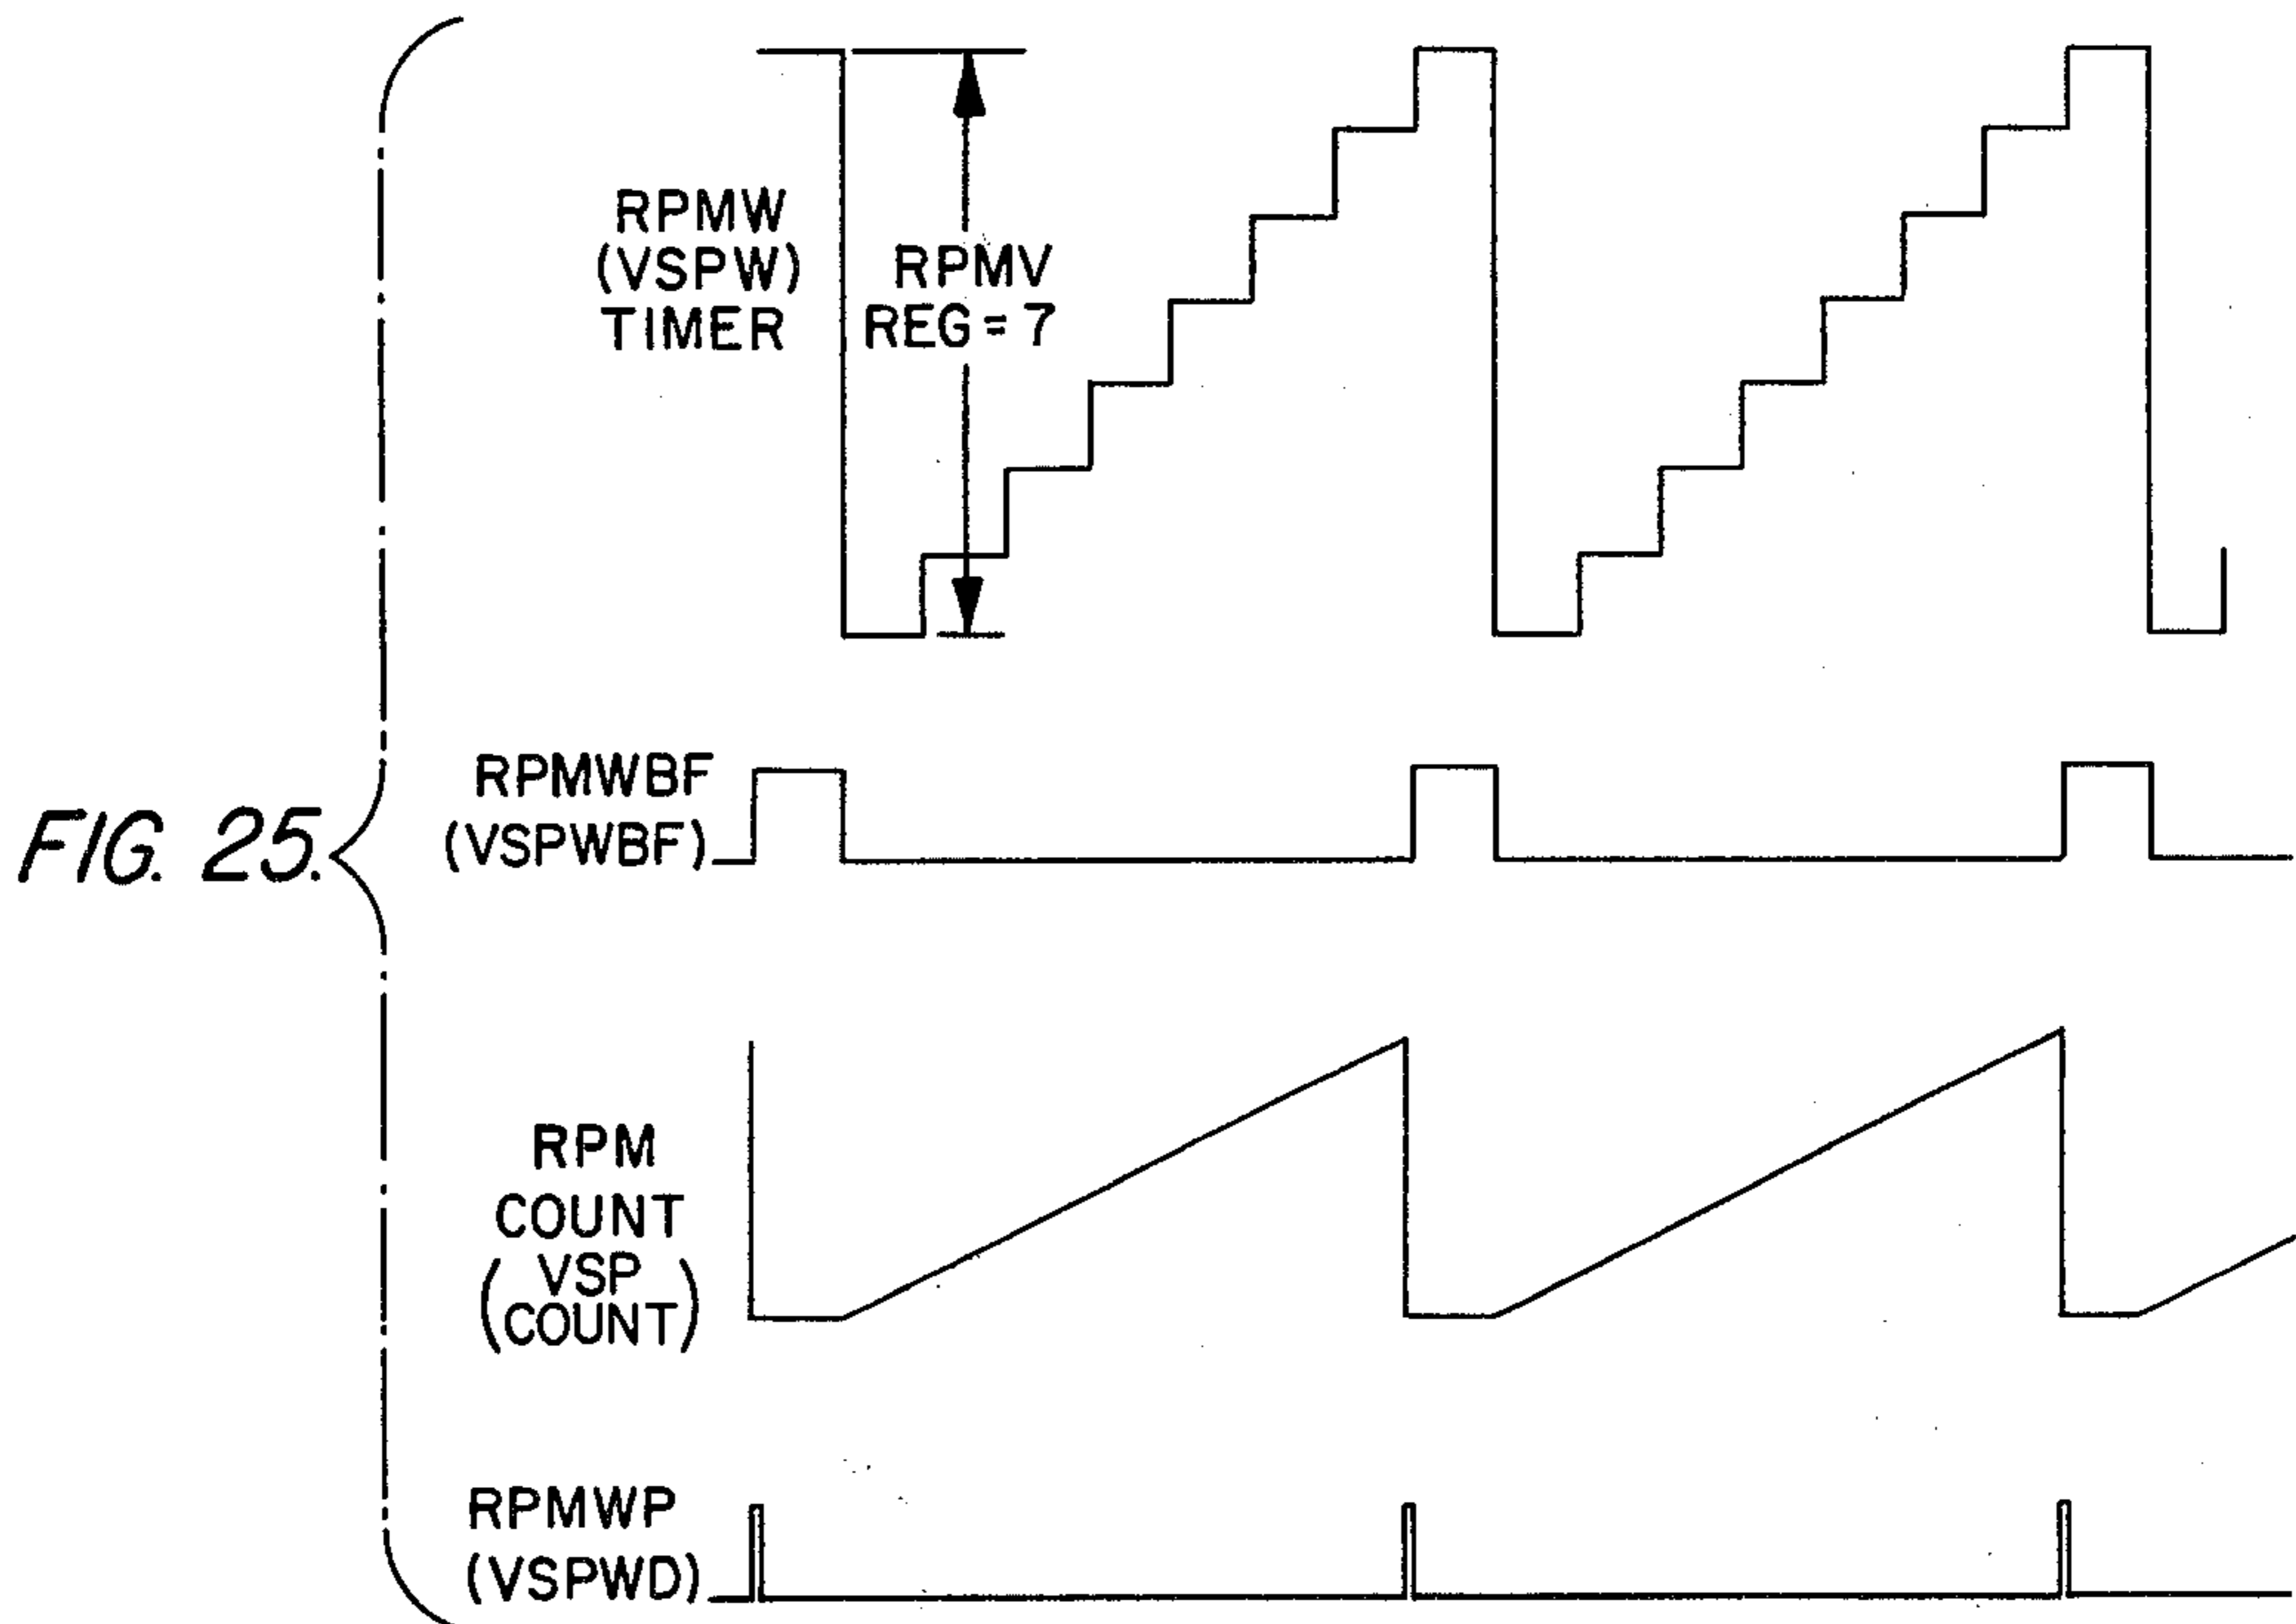 RPMW
(VSPW)
TIMER
RPMV
REG = 7
RPMWBF
(VSPWBF)
FIG. 25.
RPM
COUNT
(VSP
COUNT)
RPMWP
(VSPWD)